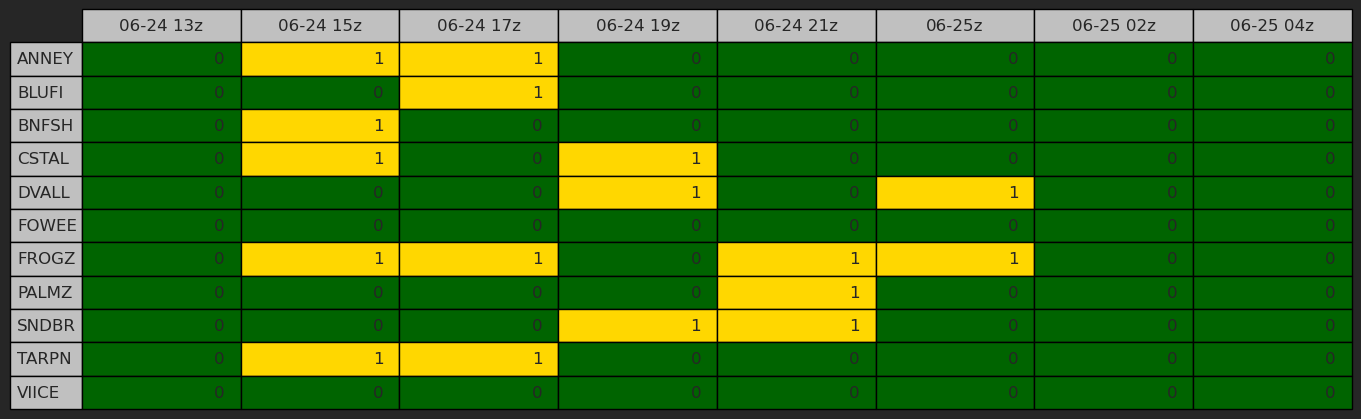 06-24 13z 06-24 15z 06-24 17z 06-24 19z 06-24 21z 06-25z 06-25 02z 06-25 04z
ANNEY 0 1 1 0 0 0 0 0
BLUFI 0 0 1 0 0 0 0 0
BNFSH 0 1 0 0 0 0 0 0
CSTAL 0 1 0 1 0 0 0 0
DVALL 0 0 0 1 0 1 0 0
FOWEE 0 0 0 0 0 0 0 0
FROGZ 0 1 1 0 1 1 0 0
PALMZ 0 0 0 0 1 0 0 0
SNDBR 0 0 0 1 1 0 0 0
TARPN 0 1 1 0 0 0 0 0
VIICE 0 0 0 0 0 0 0 0